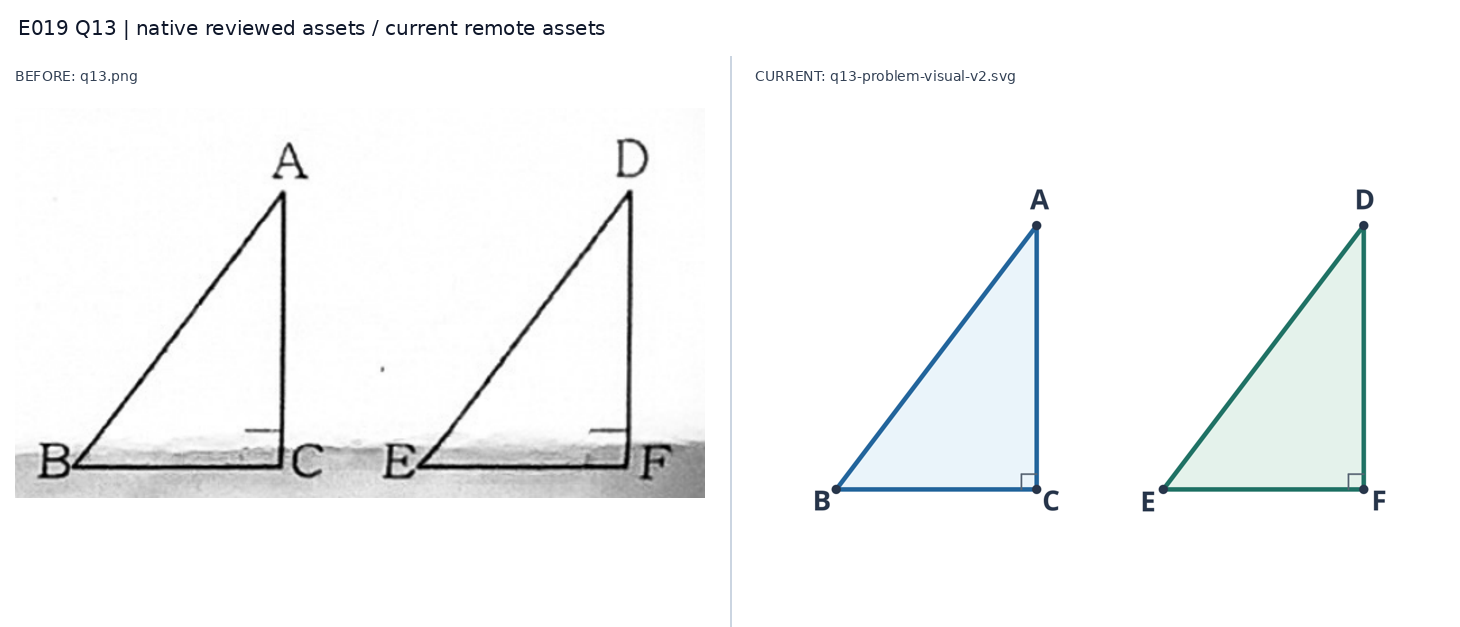 E019 Q13 | native reviewed assets / current remote assets
BEFORE: q13.png
CURRENT: q13-problem-visual-v2.svg
A
D
B
C
E
F
A
D
B
C
E
F